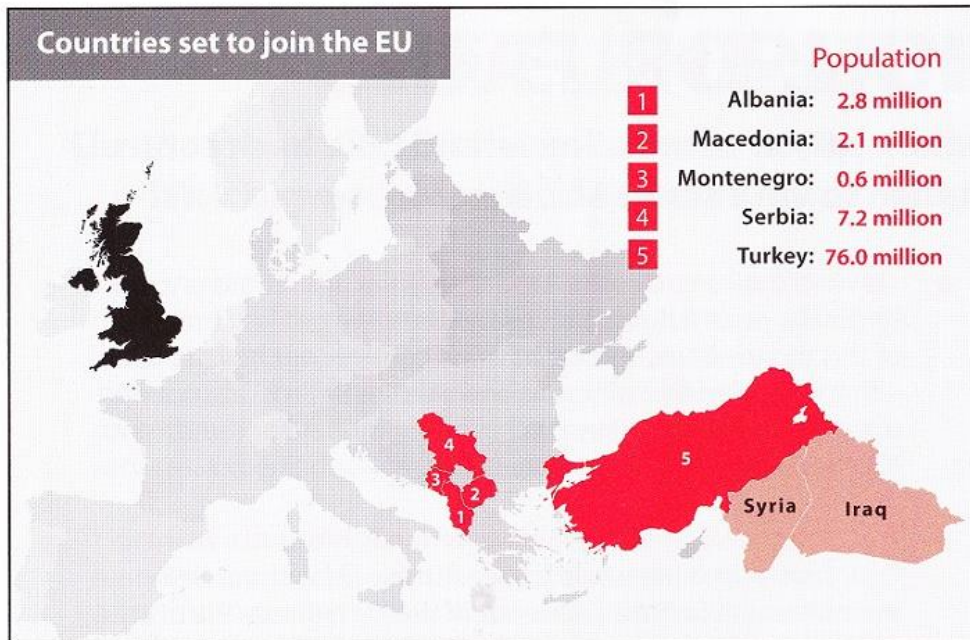 Countries set to join the EU
Population
1 Albania: 2.8 million
2 Macedonia: 2.1 million
3 Montenegro: 0.6 million
4 Serbia: 7.2 million
5 Turkey: 76.0 million
4
5
3
2
1
Syria
Iraq